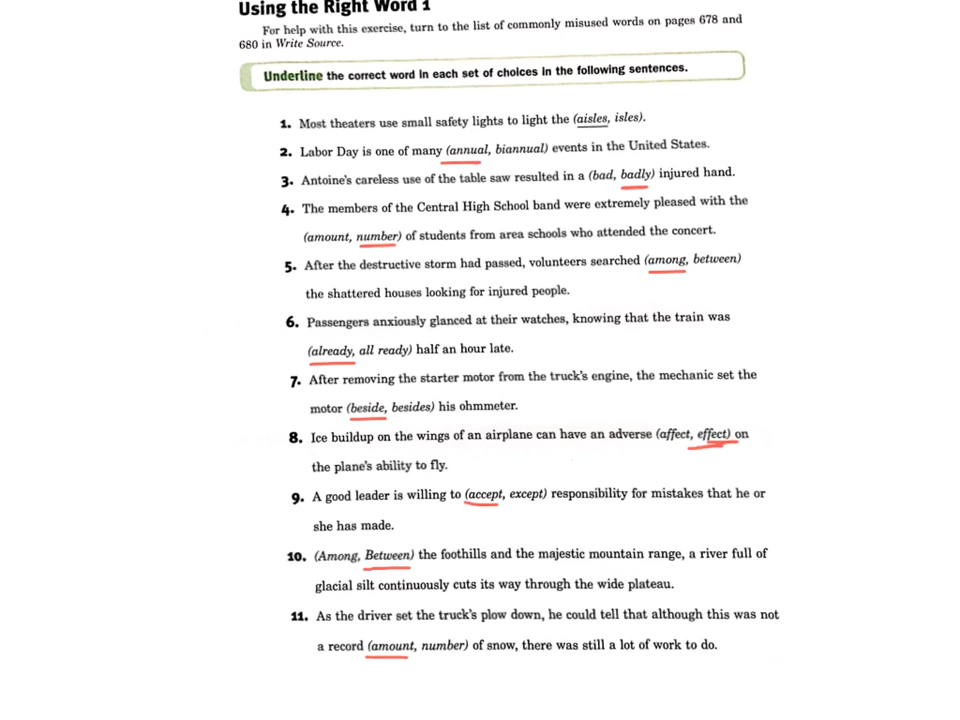 Using the Right Word 1
For help with this exercise, turn to the list of commonly misused words on pages 678 and
680 in Write Source.
Underline the correct word in each set of choices in the following sentences.
1. Most theaters use small safety lights to light the (aisles, isles).
2. Labor Day is one of many (annual, biannual) events in the United States.
3. Antoine's careless use of the table saw resulted in a (bad, badly) injured hand.
4. The members of the Central High School band were extremely pleased with the
(amount, number) of students from area schools who attended the concert.
5. After the destructive storm had passed, volunteers searched (among, between)
the shattered houses looking for injured people.
6. Passengers anxiously glanced at their watches, knowing that the train was
(already, all ready) half an hour late.
7. After removing the starter motor from the truck's engine, the mechanic set the
motor (beside, besides) his ohmmeter.
8. Ice buildup on the wings of an airplane can have an adverse (affect, effect) on
the plane's ability to fly.
9. A good leader is willing to (accept, except) responsibility for mistakes that he or
she has made.
10. (Among, Between) the foothills and the majestic mountain range, a river full of
glacial silt continuously cuts its way through the wide plateau.
11. As the driver set the truck's plow down, he could tell that although this was not
a record (amount, number) of snow, there was still a lot of work to do.